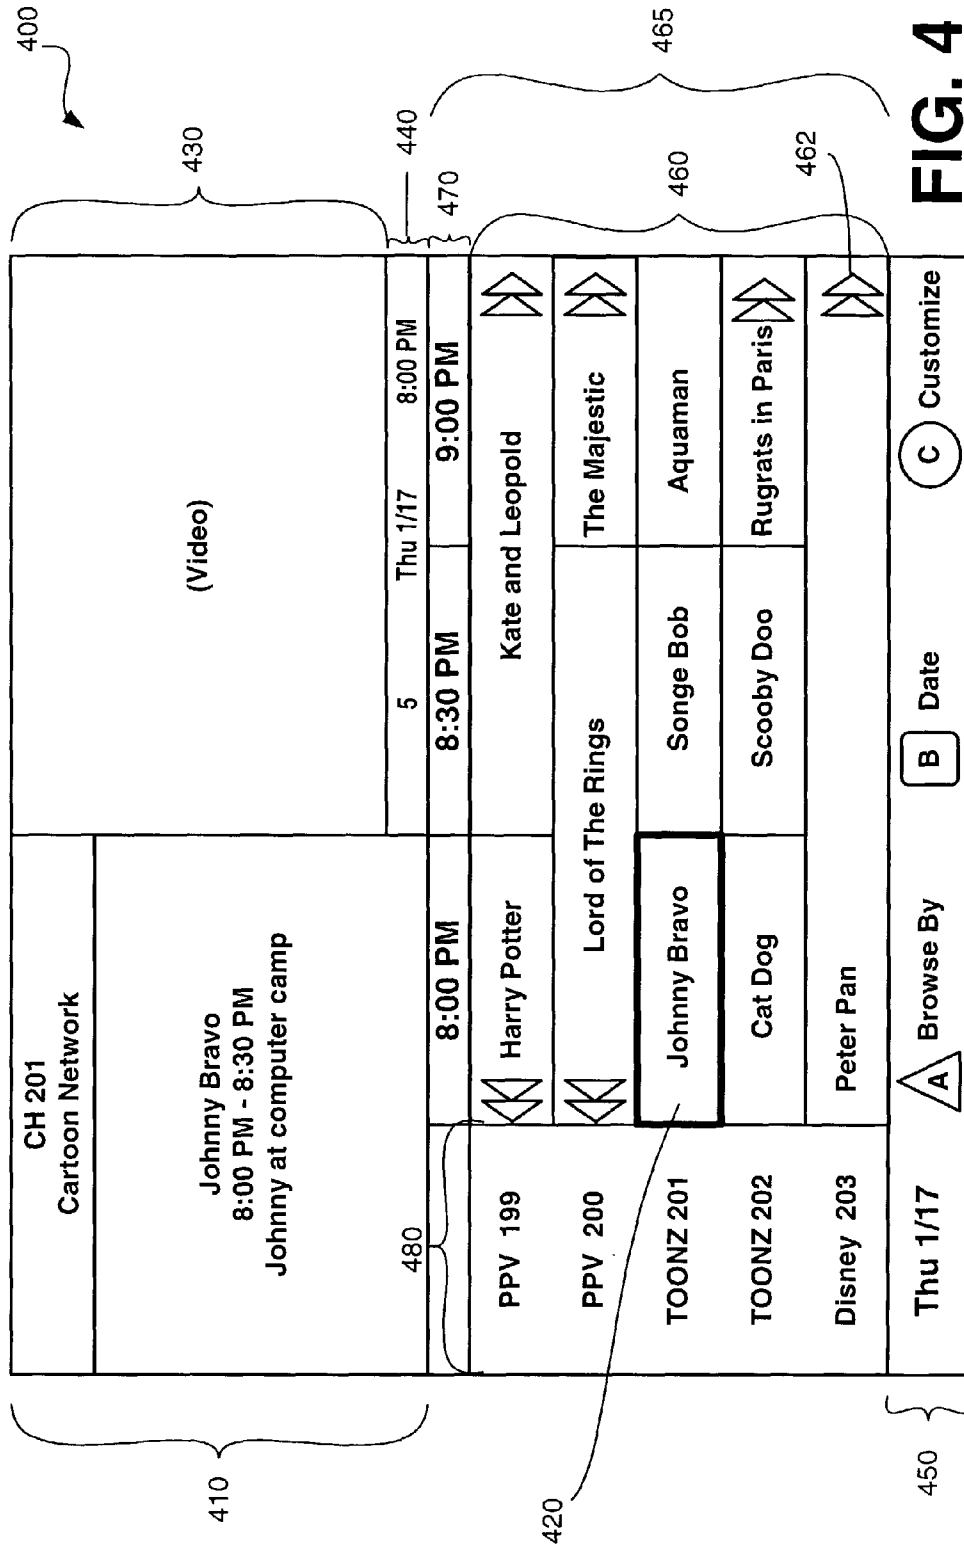 400
CH 201
Cartoon Network
Johnny Bravo
8:00 PM - 8:30 PM
Johnny at computer camp
(Video)
5 Thu 1/17 8:00 PM
8:00 PM 8:30 PM 9:00 PM
PPV 199 Harry Potter Kate and Leopold
PPV 200 Lord of The Rings The Majestic
TOONZ 201 Johnny Bravo Songe Bob Aquaman
TOONZ 202 Cat Dog Scooby Doo Rugrats in Paris
Disney 203 Peter Pan
Thu 1/17 A Browse By B Date C Customize
410
420
430
440
450
460
462
465
470
480
FIG. 4